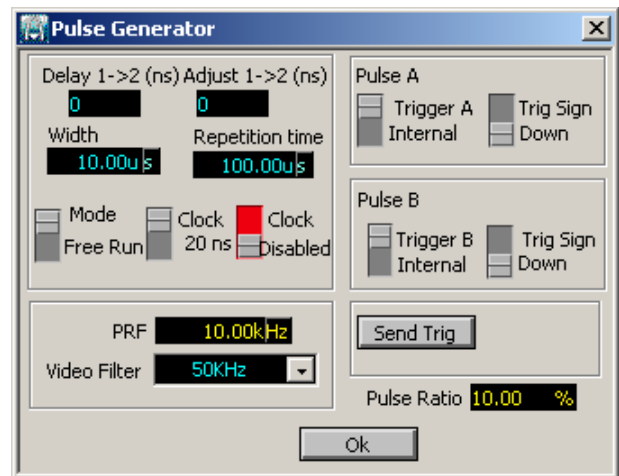 Pulse Generator
Delay 1->2 (ns) Adjust 1->2 (ns)
0 0
Width Repetition time
10.00u s 100.00u s
Mode Clock Clock
Free Run 20 ns Disabled
PRF 10.00k Hz
Video Filter 50KHz
Pulse A
Trigger A Trig Sign
Internal Down
Pulse B
Trigger B Trig Sign
Internal Down
Send Trig
Pulse Ratio 10.00 %
Ok